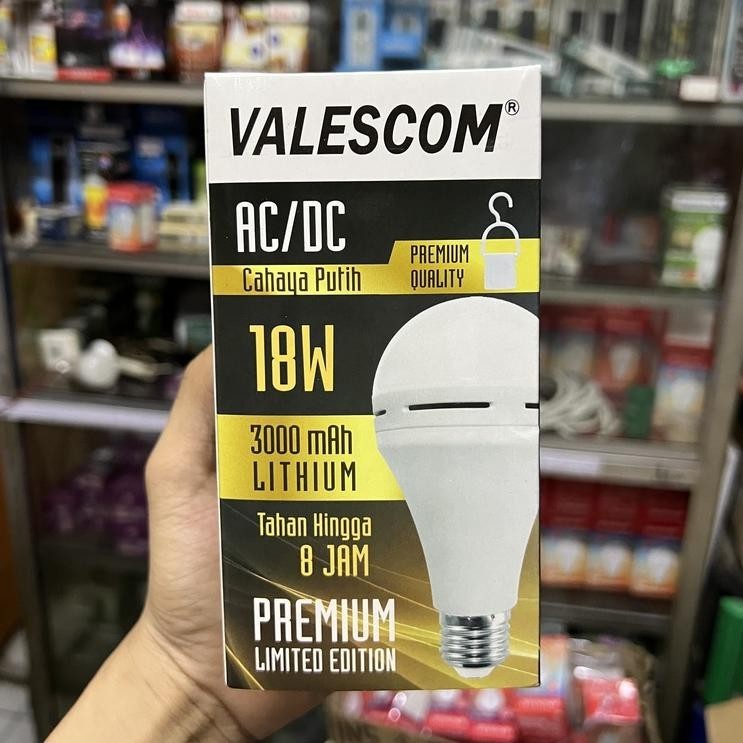 VALESCOM®
AC/DC
Cahaya Putih
PREMIUM
QUALITY
18W
3000 mAh
LITHIUM
Tahan Hingga
8 JAM
PREMIUM
LIMITED EDITION